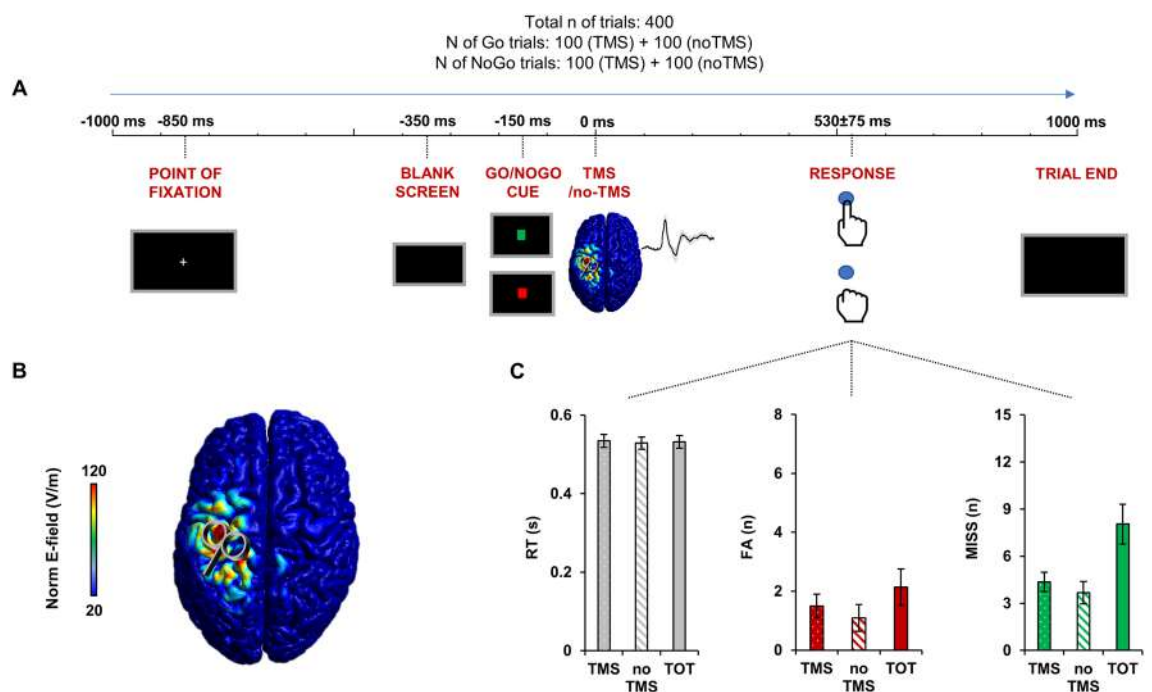 Total n of trials: 400
N of Go trials: 100 (TMS) + 100 (noTMS)
N of NoGo trials: 100 (TMS) + 100 (noTMS)
A
-1000 ms -850 ms -350 ms -150 ms 0 ms 530±75 ms 1000 ms
POINT OF FIXATION
BLANK SCREEN
GO/NOGO CUE
TMS /no-TMS
RESPONSE
TRIAL END
B
Norm E-field (V/m)
120
20
C
RT (s)
0.6
0.4
0.2
0
TMS no TMS TOT
FA (n)
8
6
4
2
0
TMS no TMS TOT
MISS (n)
15
12
9
6
3
0
TMS no TMS TOT